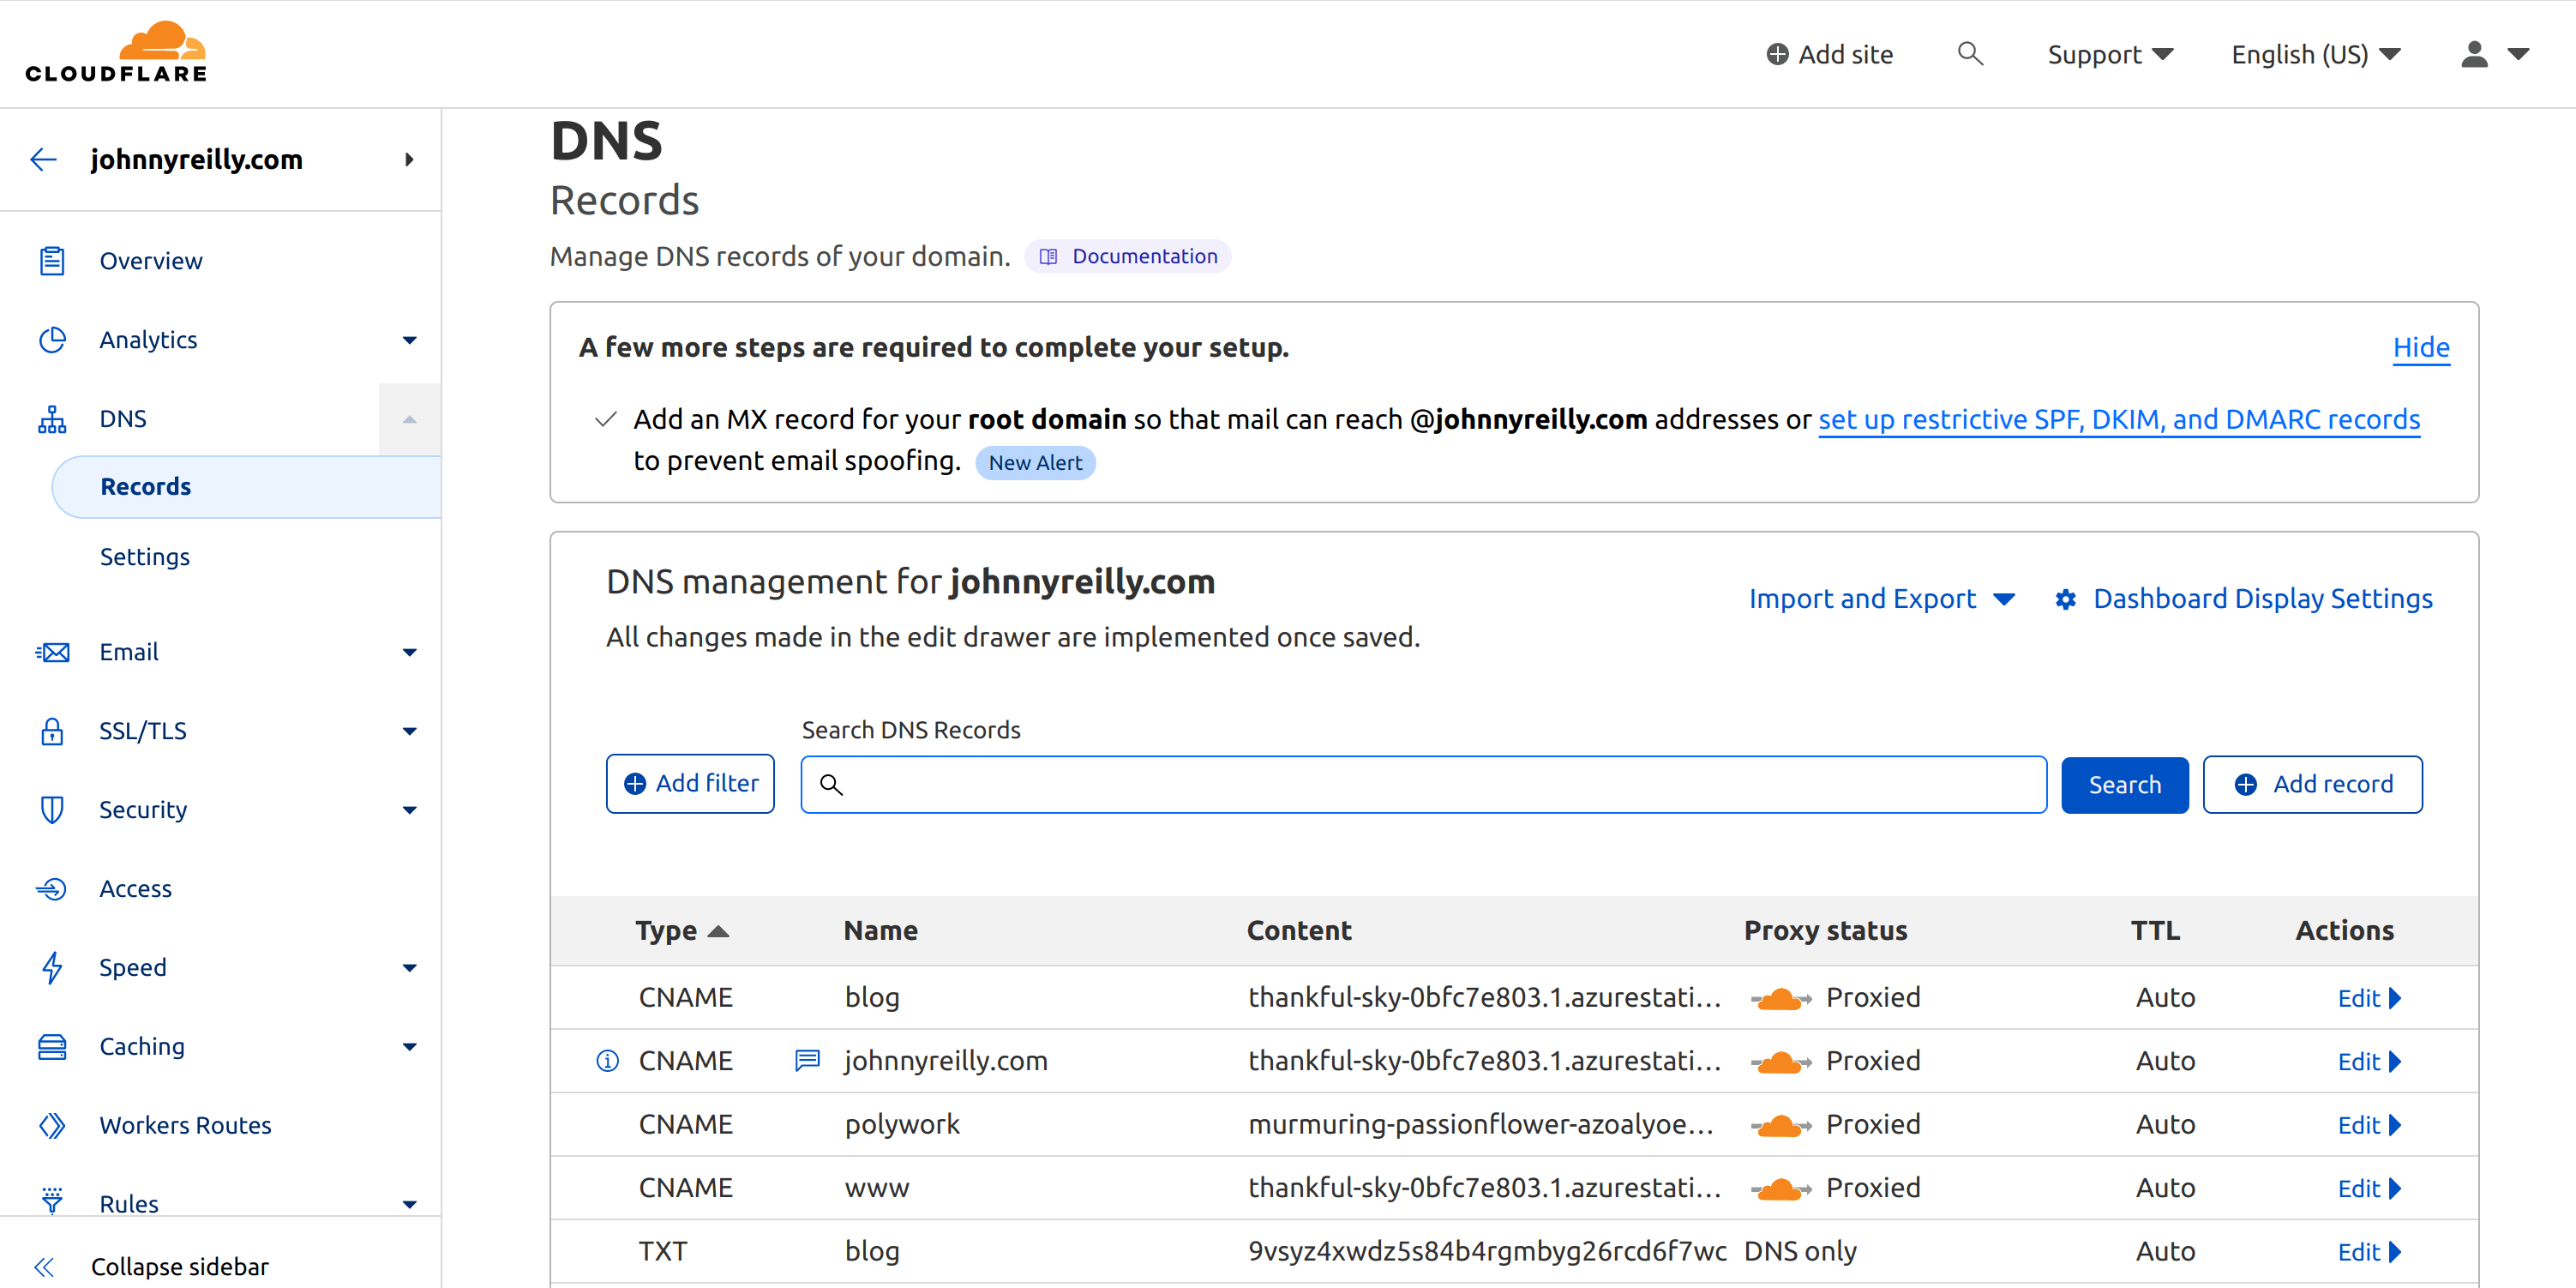 CLOUDFLARE
Add site
Support
English (US)
johnnyreilly.com
Overview
Analytics
DNS
Records
Settings
Email
SSL/TLS
Security
Access
Speed
Caching
Workers Routes
Rules
Collapse sidebar
DNS
Records
Manage DNS records of your domain. Documentation
A few more steps are required to complete your setup. Hide
Add an MX record for your root domain so that mail can reach @johnnyreilly.com addresses or set up restrictive SPF, DKIM, and DMARC records
to prevent email spoofing. New Alert
DNS management for johnnyreilly.com
Import and Export Dashboard Display Settings
All changes made in the edit drawer are implemented once saved.
Search DNS Records
Add filter Search Add record
Type Name Content Proxy status TTL Actions
CNAME blog thankful-sky-0bfc7e803.1.azurestati... Proxied Auto Edit
CNAME johnnyreilly.com thankful-sky-0bfc7e803.1.azurestati... Proxied Auto Edit
CNAME polywork murmuring-passionflower-azoalyoe... Proxied Auto Edit
CNAME www thankful-sky-0bfc7e803.1.azurestati... Proxied Auto Edit
TXT blog 9vsyz4xwdz5s84b4rgmbyg26rcd6f7wc DNS only Auto Edit